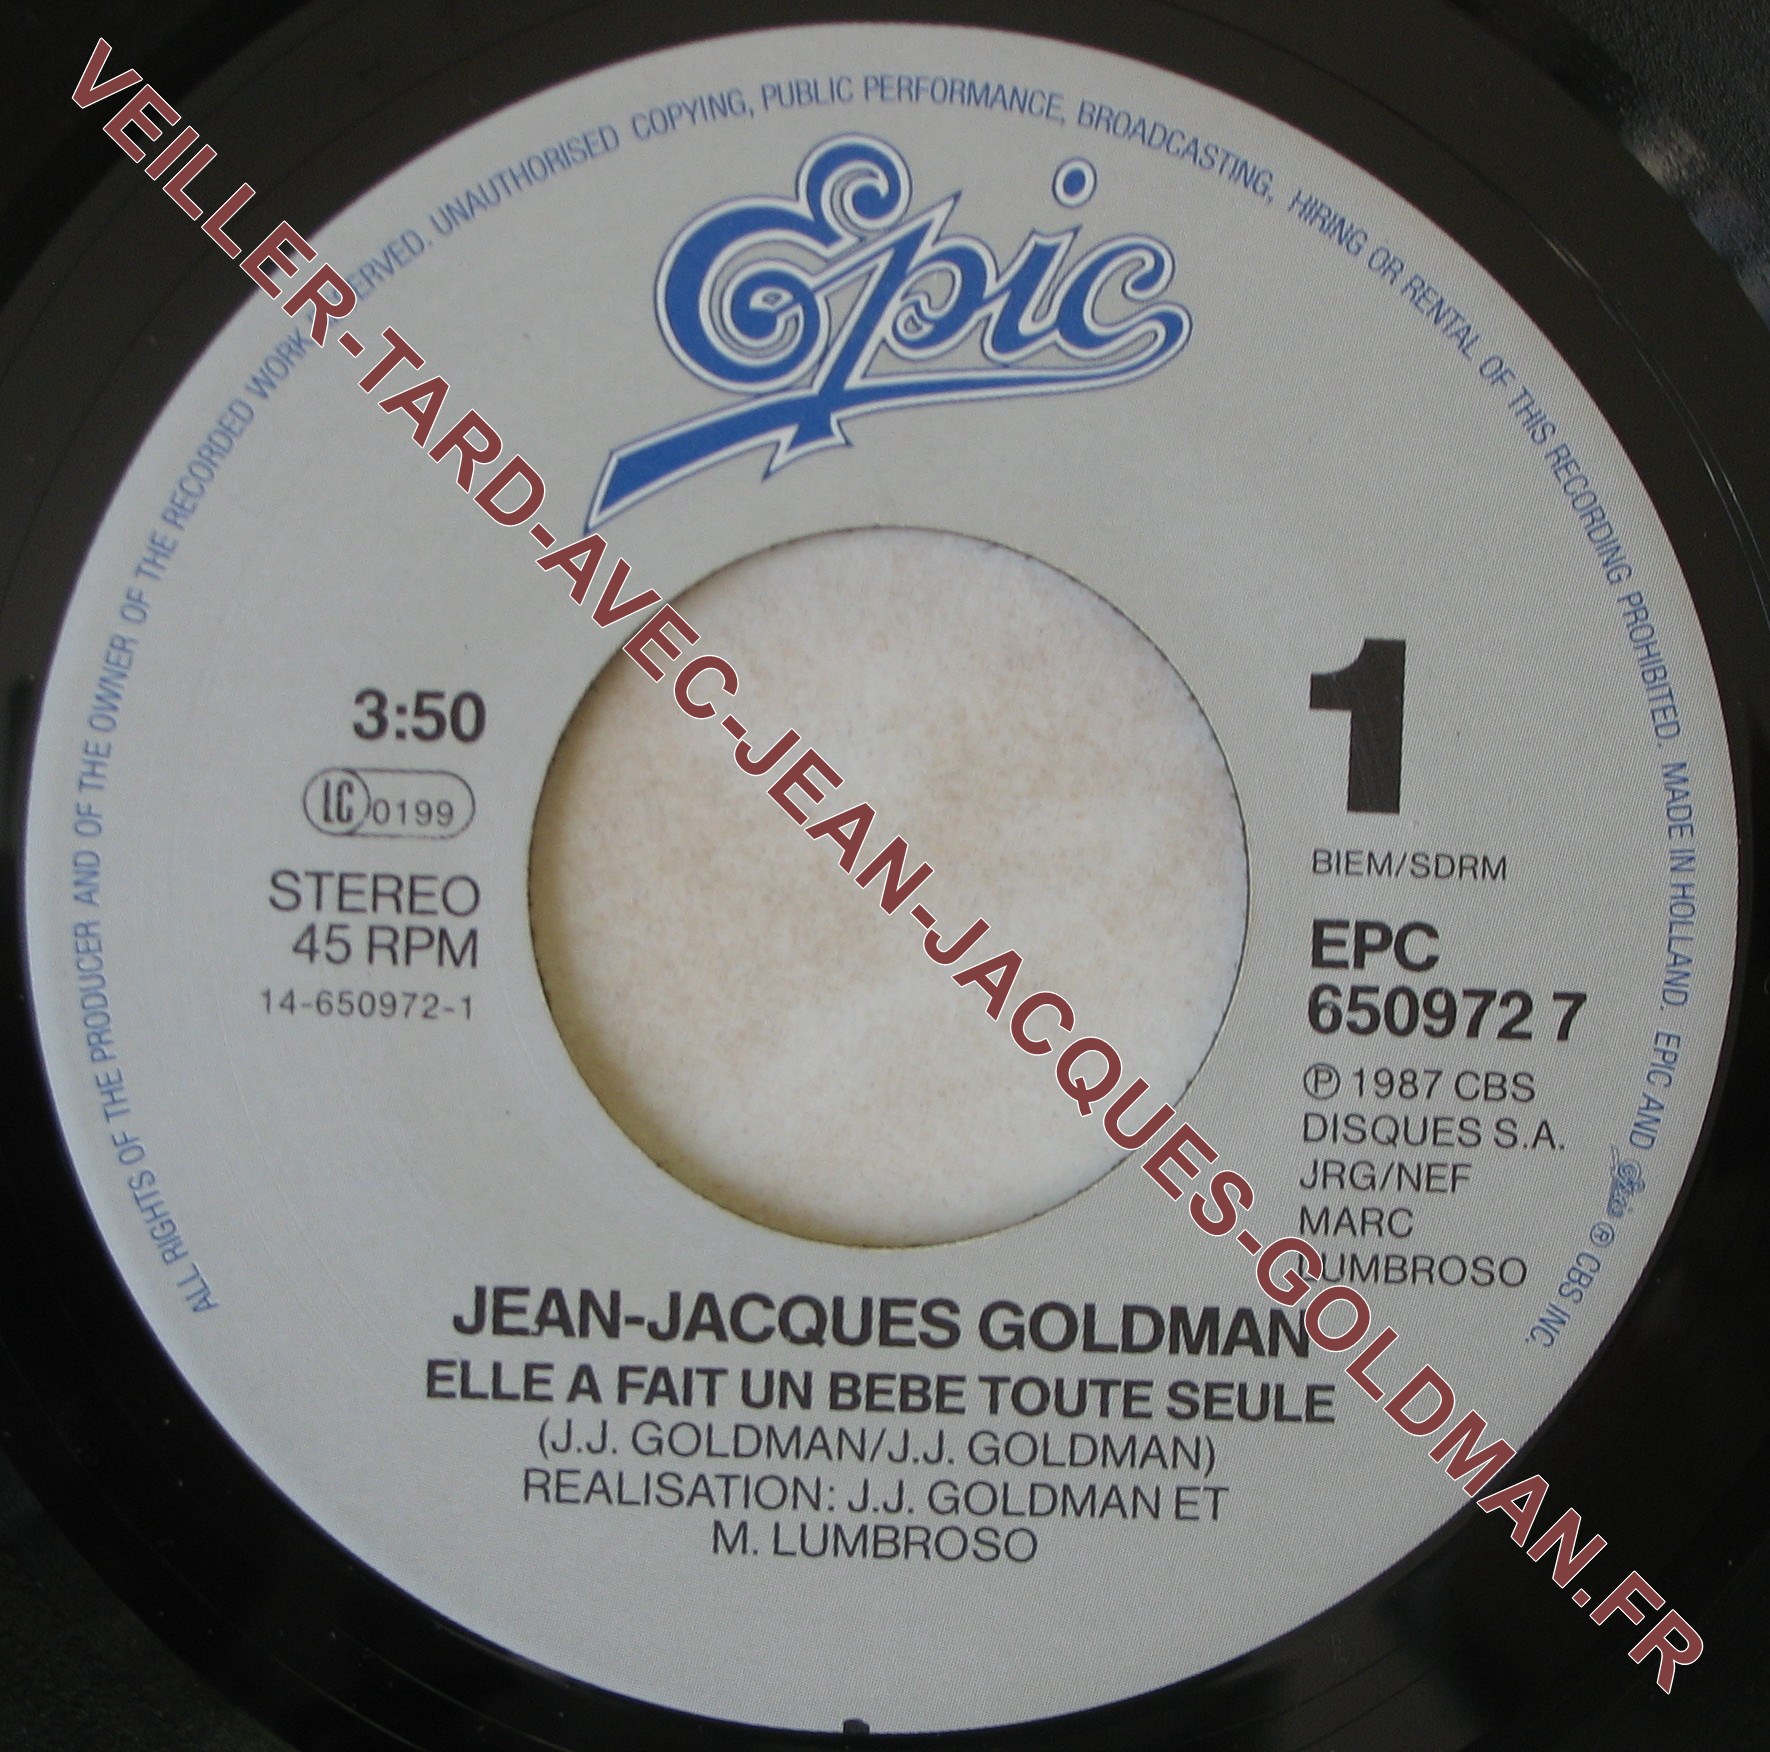 ALL RIGHTS OF THE PRODUCER AND OF THE OWNER OF THE RECORDED WORK RESERVED. UNAUTHORISED COPYING, PUBLIC PERFORMANCE, BROADCASTING, HIRING OR RENTAL OF THIS RECORDING PROHIBITED. MADE IN HOLLAND. EPIC AND Epic ® CBS INC.
Epic
3:50
LC 0199
STEREO
45 RPM
14-650972-1
1
BIEM/SDRM
EPC
650972 7
℗ 1987 CBS
DISQUES S.A.
JRG/NEF
MARC
LUMBROSO
JEAN-JACQUES GOLDMAN
ELLE A FAIT UN BEBE TOUTE SEULE
(J.J. GOLDMAN/J.J. GOLDMAN)
REALISATION: J.J. GOLDMAN ET
M. LUMBROSO
VEILLER-TARD-AVEC-JEAN-JACQUES-GOLDMAN.FR